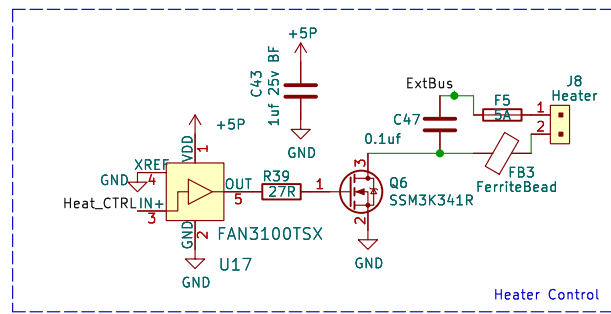 +5P
C43
1uf 25v BF
GND
ExtBus
C47
0.1uf
F5
5A
J8
Heater
1
2
FB3
FerriteBead
+5P
VDD
1
XREF
4
GND
Heat_CTRL
IN+
3
OUT
5
GND
2
GND
FAN3100TSX
U17
R39
27R
1
3
Q6
SSM3K341R
2
GND
Heater Control